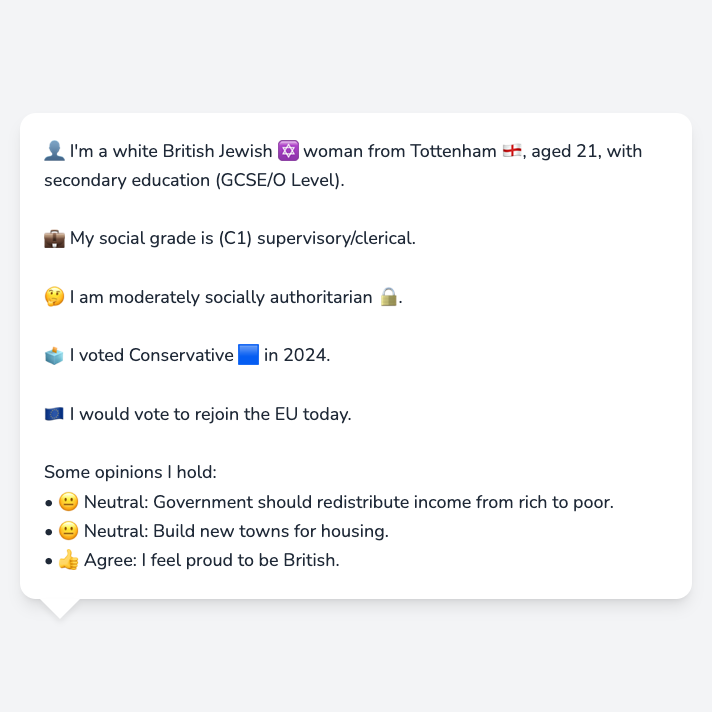 👤 I'm a white British Jewish ✡️ woman from Tottenham 🏴󠁧󠁢󠁥󠁮󠁧󠁿, aged 21, with
secondary education (GCSE/O Level).
💼 My social grade is (C1) supervisory/clerical.
🤔 I am moderately socially authoritarian 🔒.
🗳️ I voted Conservative 🟦 in 2024.
🇪🇺 I would vote to rejoin the EU today.
Some opinions I hold:
• 😐 Neutral: Government should redistribute income from rich to poor.
• 😐 Neutral: Build new towns for housing.
• 👍 Agree: I feel proud to be British.